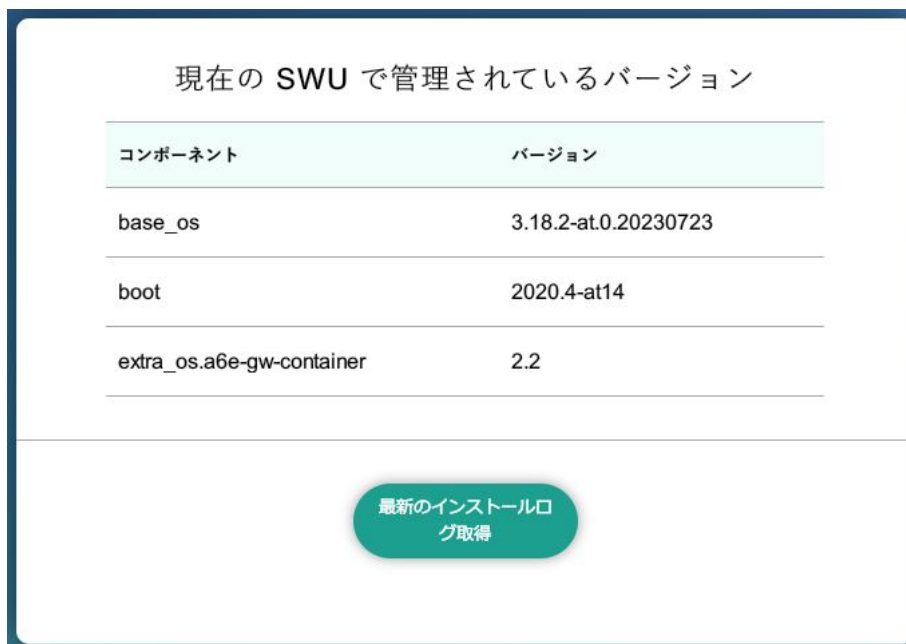 現在の SWU で管理されているバージョン
コンポーネント バージョン
base_os 3.18.2-at.0.20230723
boot 2020.4-at14
extra_os.a6e-gw-container 2.2
最新のインストールロ
グ取得